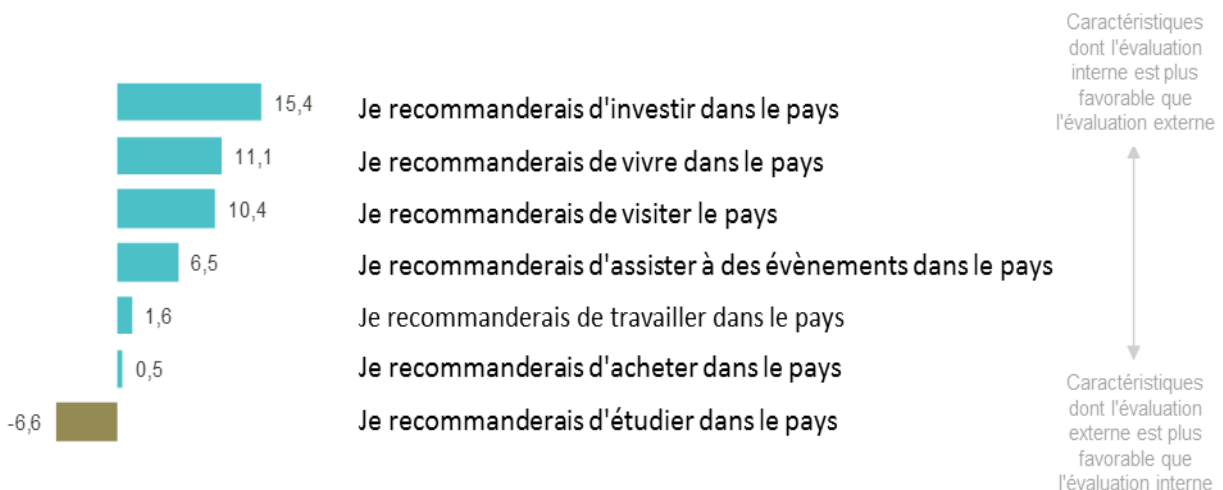 Caractéristiques
dont l'évaluation
interne est plus
favorable que
l'évaluation externe
15,4 Je recommanderais d'investir dans le pays
11,1 Je recommanderais de vivre dans le pays
10,4 Je recommanderais de visiter le pays
6,5 Je recommanderais d'assister à des évènements dans le pays
1,6 Je recommanderais de travailler dans le pays
0,5 Je recommanderais d'acheter dans le pays
-6,6 Je recommanderais d'étudier dans le pays
Caractéristiques
dont l'évaluation
externe est plus
favorable que
l'évaluation interne